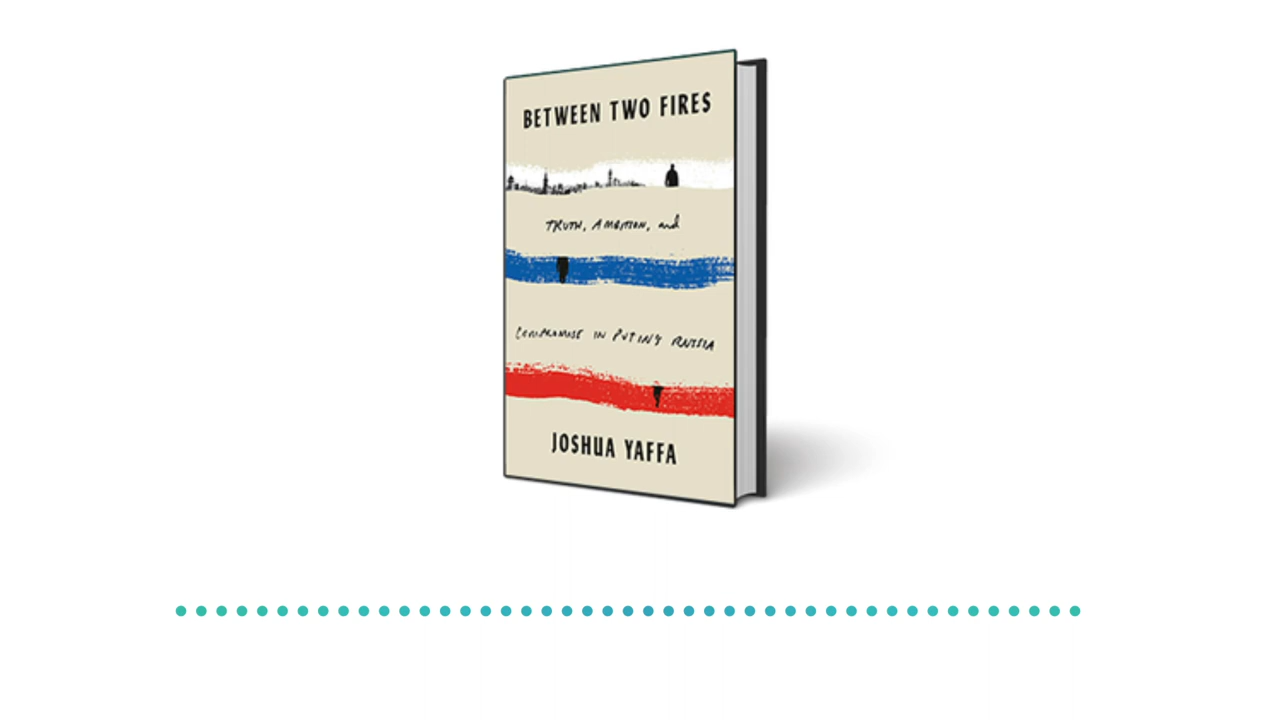 BETWEEN TWO FIRES
TRUTH, AMBITION, and
COMPROMISE IN PUTIN'S RUSSIA
JOSHUA YAFFA